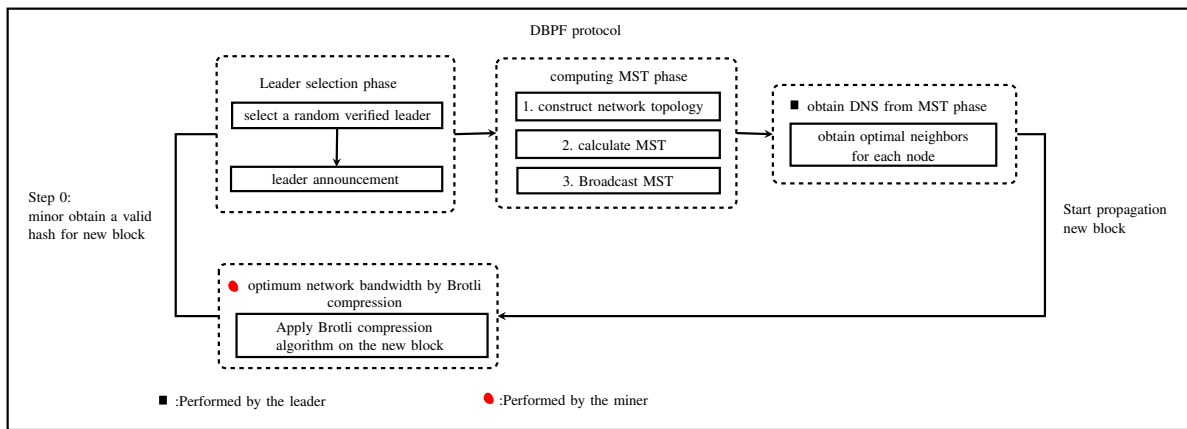 DBPF protocol
Leader selection phase
select a random verified leader
leader announcement
computing MST phase
1. construct network topology
2. calculate MST
3. Broadcast MST
obtain DNS from MST phase
obtain optimal neighbors
for each node
Step 0:
minor obtain a valid
hash for new block
Start propagation
new block
optimum network bandwidth by Brotli
compression
Apply Brotli compression
algorithm on the new block
:Performed by the leader
:Performed by the miner